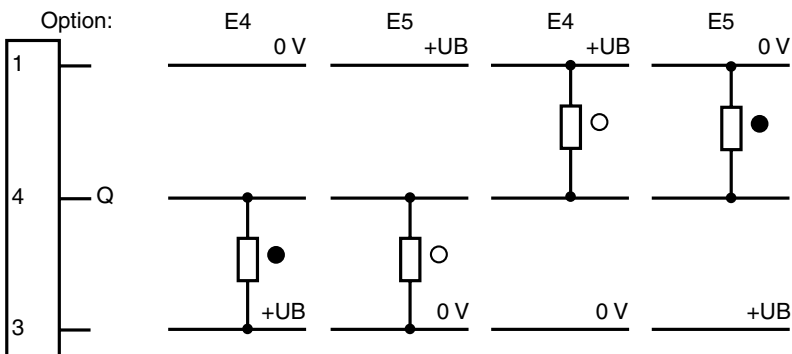 Option: E4 E5 E4 E5
0 V +UB +UB 0 V
1
4 Q
+UB 0 V 0 V +UB
3